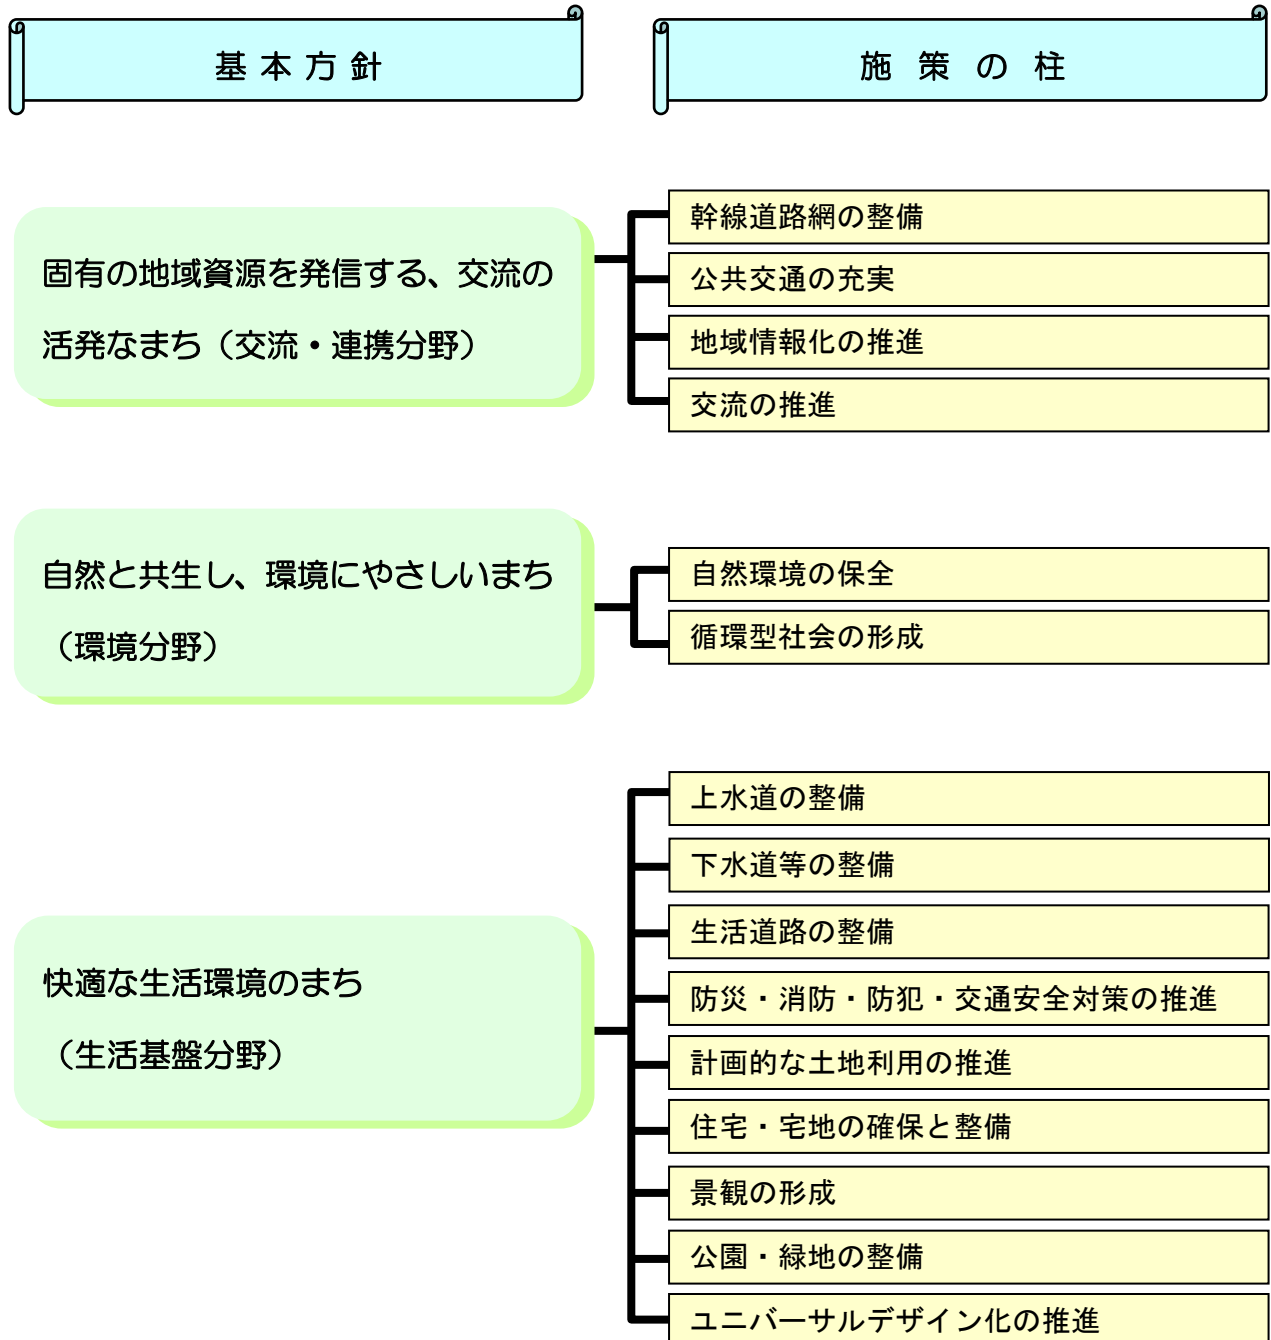 基本方針
施策の柱
固有の地域資源を発信する、交流の
活発なまち（交流・連携分野）
幹線道路網の整備
公共交通の充実
地域情報化の推進
交流の推進
自然と共生し、環境にやさしいまち
（環境分野）
自然環境の保全
循環型社会の形成
快適な生活環境のまち
（生活基盤分野）
上水道の整備
下水道等の整備
生活道路の整備
防災・消防・防犯・交通安全対策の推進
計画的な土地利用の推進
住宅・宅地の確保と整備
景観の形成
公園・緑地の整備
ユニバーサルデザイン化の推進